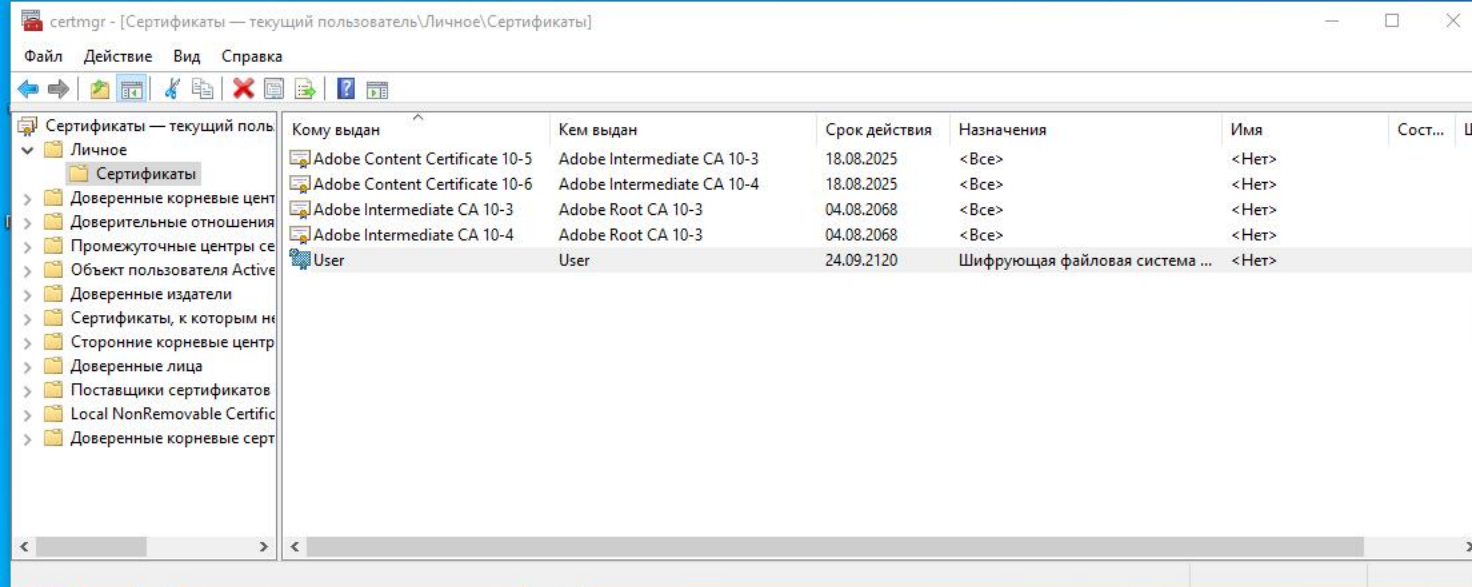 certmgr - [Сертификаты — текущий пользователь\Личное\Сертификаты]
Файл Действие Вид Справка
Сертификаты — текущий поль
Личное
Сертификаты
Доверенные корневые цент
Доверительные отношения
Промежуточные центры се
Объект пользователя Active
Доверенные издатели
Сертификаты, к которым не
Сторонние корневые центр
Доверенные лица
Поставщики сертификатов
Local NonRemovable Certific
Доверенные корневые серт
Кому выдан Кем выдан Срок действия Назначения Имя Сост...
Adobe Content Certificate 10-5 Adobe Intermediate CA 10-3 18.08.2025 <Все> <Нет>
Adobe Content Certificate 10-6 Adobe Intermediate CA 10-4 18.08.2025 <Все> <Нет>
Adobe Intermediate CA 10-3 Adobe Root CA 10-3 04.08.2068 <Все> <Нет>
Adobe Intermediate CA 10-4 Adobe Root CA 10-3 04.08.2068 <Все> <Нет>
User User 24.09.2120 Шифрующая файловая система ... <Нет>